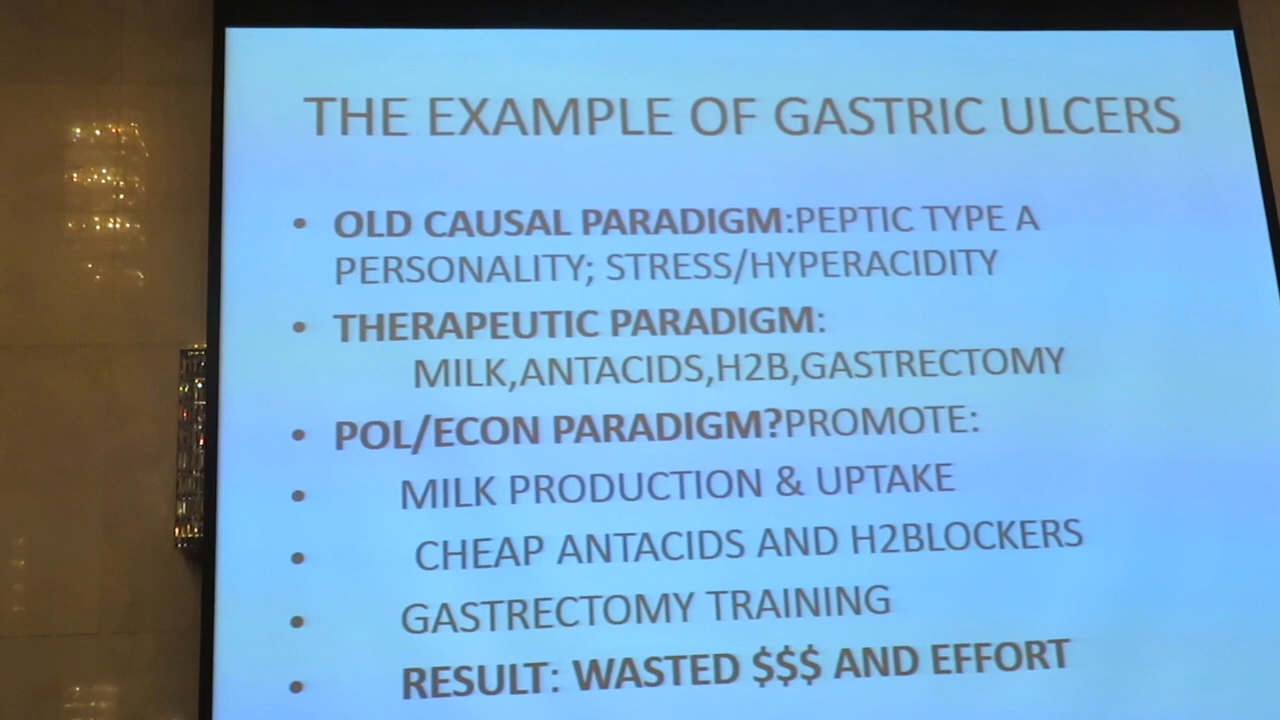 THE EXAMPLE OF GASTRIC ULCERS
• OLD CAUSAL PARADIGM:PEPTIC TYPE A
PERSONALITY; STRESS/HYPERACIDITY
• THERAPEUTIC PARADIGM:
MILK,ANTACIDS,H2B,GASTRECTOMY
• POL/ECON PARADIGM?PROMOTE:
• MILK PRODUCTION & UPTAKE
• CHEAP ANTACIDS AND H2BLOCKERS
• GASTRECTOMY TRAINING
• RESULT: WASTED $$$ AND EFFORT